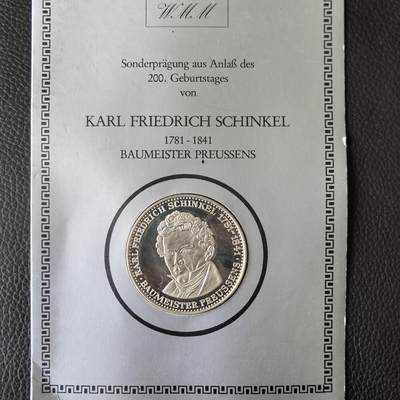 WMM
Sonderprägung aus Anlaß des
200. Geburtstages
von
KARL FRIEDRICH SCHINKEL
1781 - 1841
BAUMEISTER PREUSSENS
KARL FRIEDRICH SCHINKEL 1781-1841
BAUMEISTER PREUSSENS